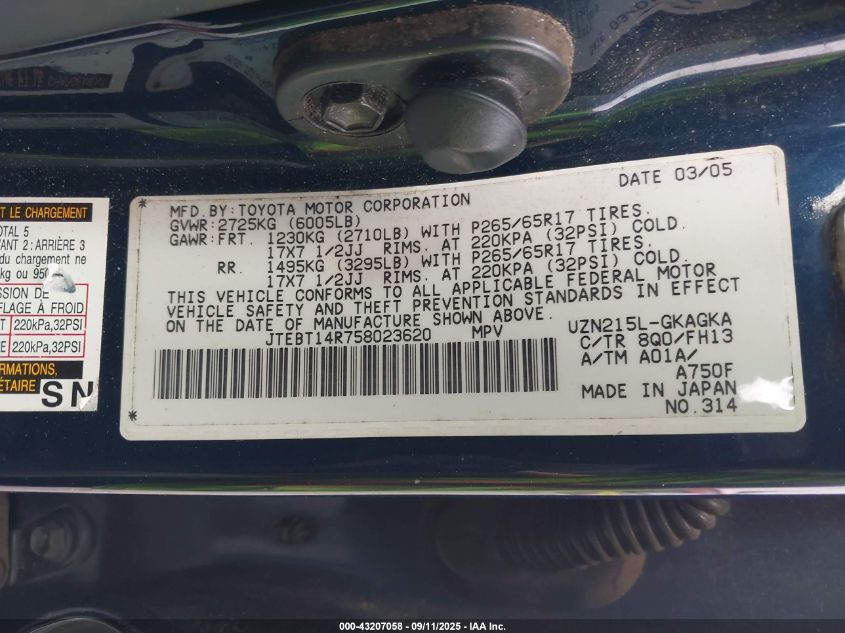 DATE 03/05
MFD. BY: TOYOTA MOTOR CORPORATION
GVWR: 2725KG (6005LB)
GAWR: FRT. 1230KG (2710LB) WITH P265/65R17 TIRES.
17X7 1/2JJ RIMS. AT 220KPA (32PSI) COLD.
RR. 1495KG (3295LB) WITH P265/65R17 TIRES.
17X7 1/2JJ RIMS. AT 220KPA (32PSI) COLD.
THIS VEHICLE CONFORMS TO ALL APPLICABLE FEDERAL MOTOR
VEHICLE SAFETY AND THEFT PREVENTION STANDARDS IN EFFECT
ON THE DATE OF MANUFACTURE SHOWN ABOVE.
JTEBT14R758023620 MPV
UZN215L-GKAGKA
C/TR 8Q0/FH13
A/TM A01A/
A750F
MADE IN JAPAN
NO. 314
T LE CHARGEMENT
OTAL 5
VANT 2: ARRIÈRE 3
du chargement ne
kg ou 950
SSION DE
FLAGE À FROID
T 220kPa,32PSI
E 220kPa,32PSI
FORMATIONS,
SN
000-43207058 - 09/11/2025 - IAA Inc.